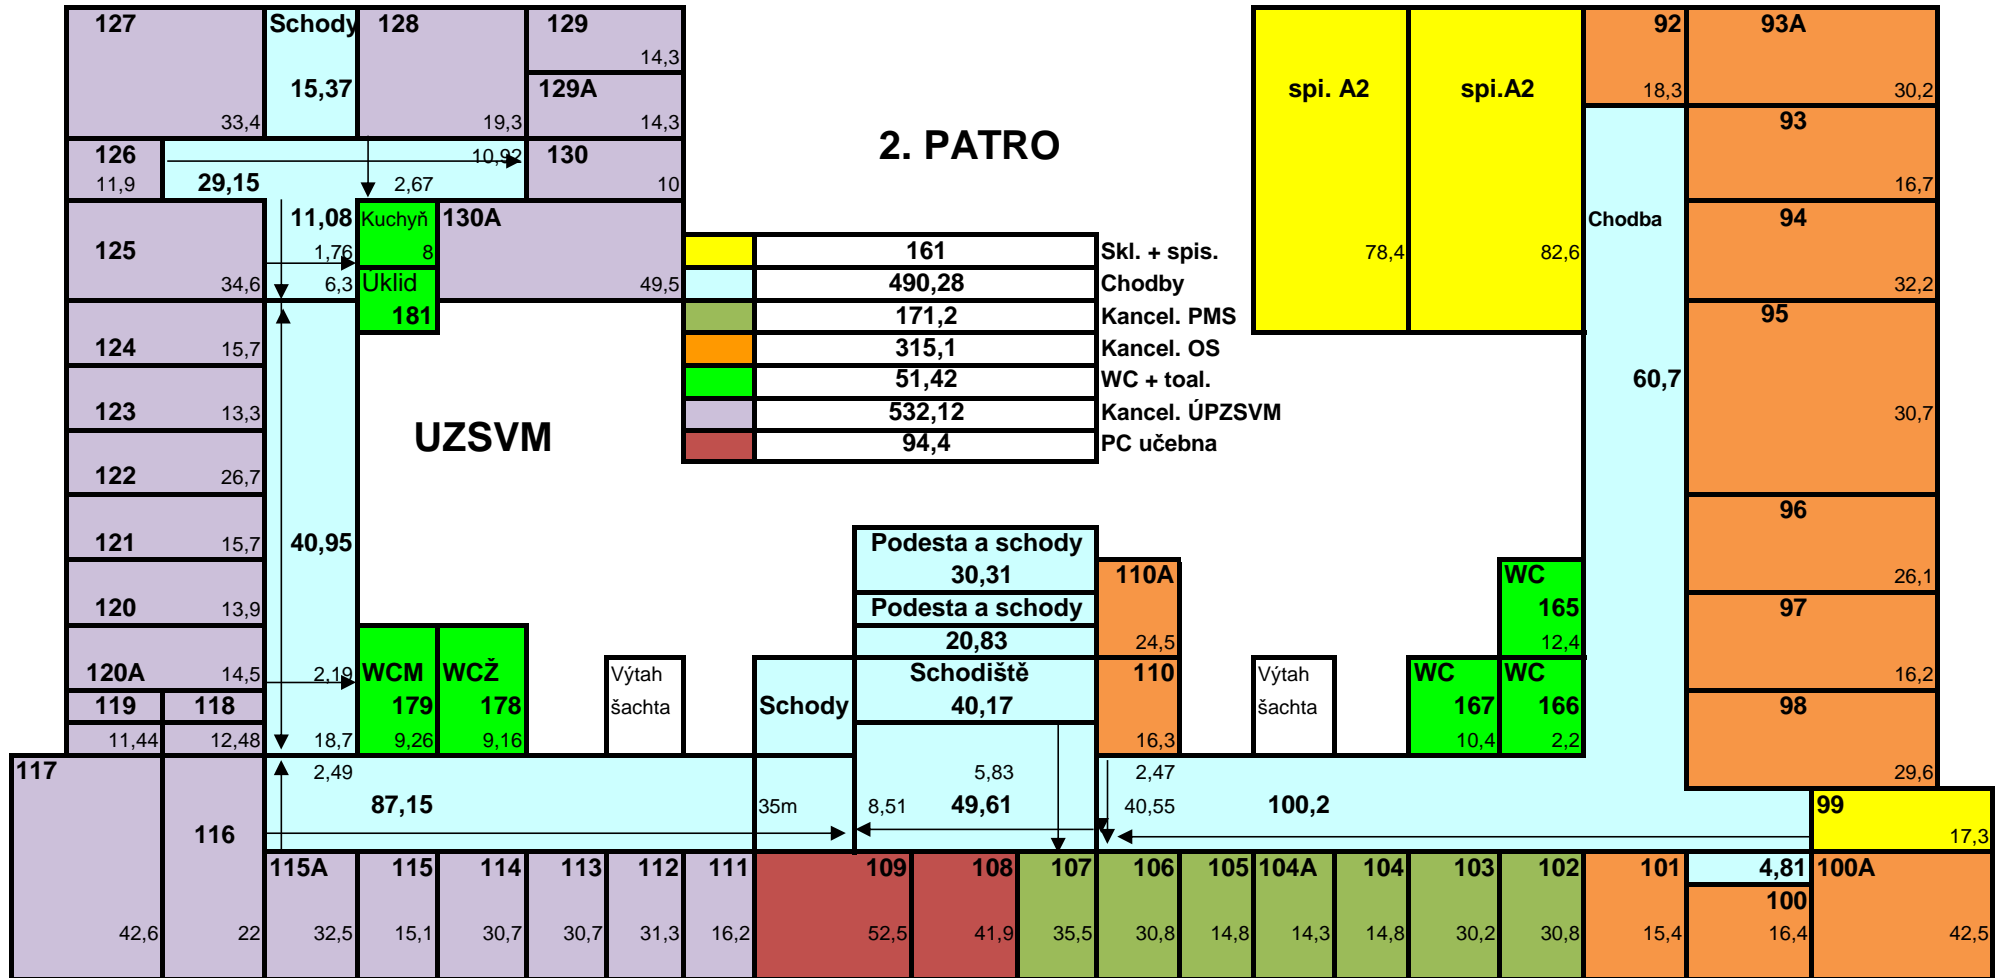 127 Schody 128 129 92 93A
14,3
15,37 129A spi. A2 spi.A2 18,3 30,2
33,4 19,3 14,3 93
2. PATRO
126 10,92 130
11,9 29,15 2,67 10 16,7
11,08 Kuchyň 130A Chodba 94
125 1,76 8 161 Skl. + spis. 78,4 82,6
34,6 6,3 Úklid 49,5 490,28 Chodby 32,2
181 171,2 Kancel. PMS 95
124 15,7 315,1 Kancel. OS
51,42 WC + toal. 60,7
123 13,3 532,12 Kancel. ÚPZSVM 30,7
UZSVM 94,4 PC učebna
122 26,7
96
121 15,7 40,95 Podesta a schody
30,31 110A WC 26,1
120 13,9 Podesta a schody 165 97
20,83 24,5 12,4
120A 14,5 2,19 WCM WCŽ Výtah Schodiště 110 Výtah WC WC 16,2
119 118 179 178 šachta Schody 40,17 šachta 167 166 98
11,44 12,48 18,7 9,26 9,16 16,3 10,4 2,2
117 2,49 5,83 2,47 29,6
87,15 35m 8,51 49,61 40,55 100,2 99
116 17,3
115A 115 114 113 112 111 109 108 107 106 105 104A 104 103 102 101 4,81 100A
100
42,6 22 32,5 15,1 30,7 30,7 31,3 16,2 52,5 41,9 35,5 30,8 14,8 14,3 14,8 30,2 30,8 15,4 16,4 42,5